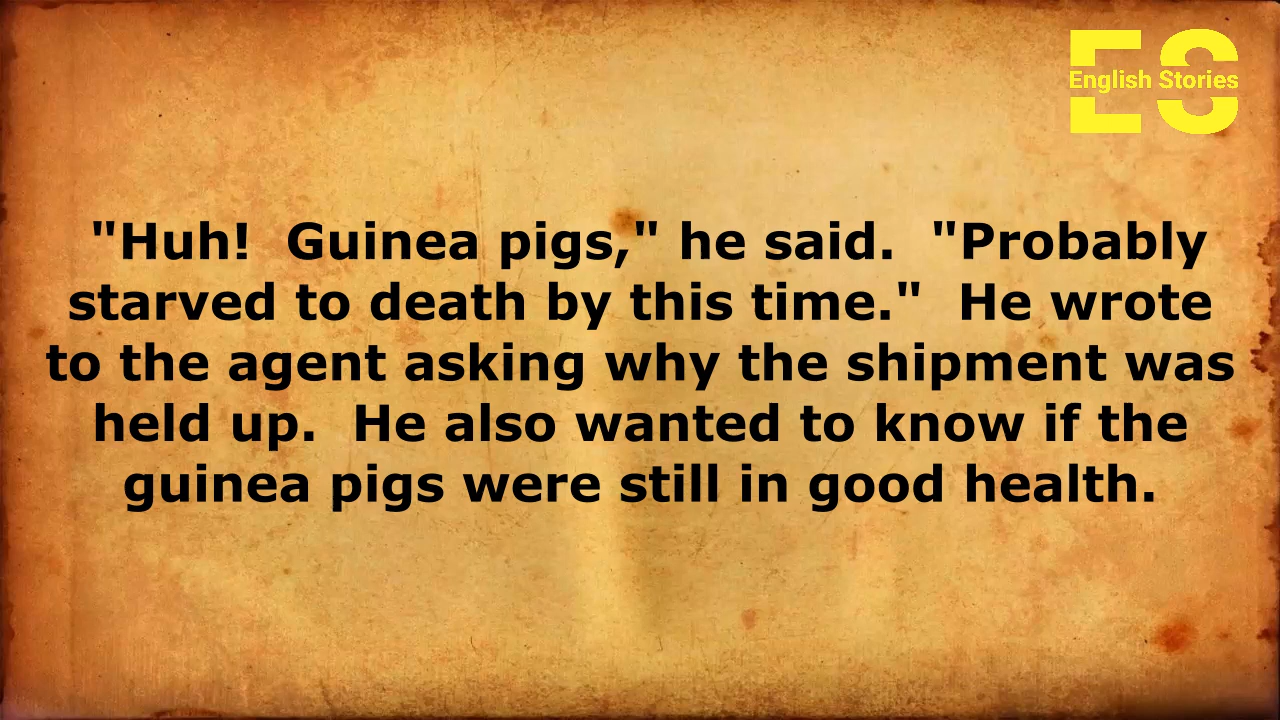 ES
English Stories
"Huh!  Guinea pigs," he said.  "Probably
starved to death by this time."  He wrote
to the agent asking why the shipment was
held up.  He also wanted to know if the
guinea pigs were still in good health.